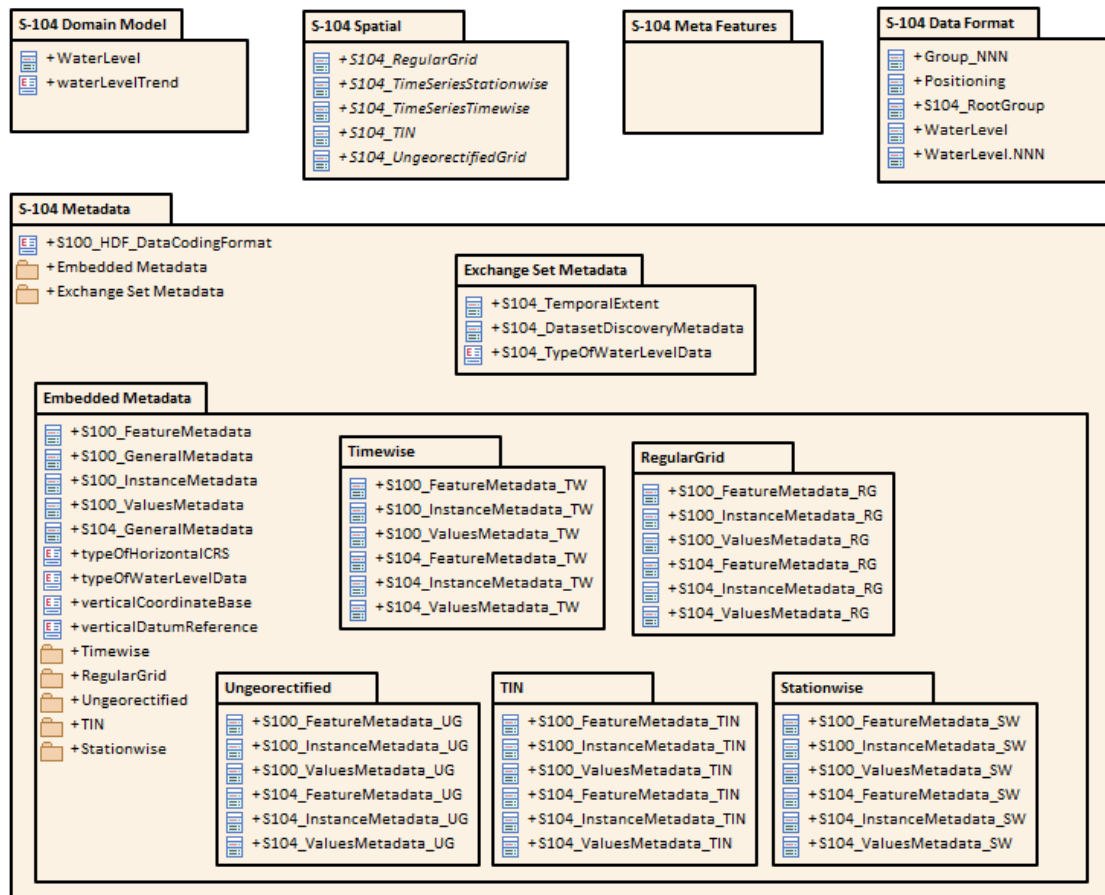 S-104 Domain Model
+WaterLevel
+waterLevelTrend
S-104 Spatial
+S104_RegularGrid
+S104_TimeSeriesStationwise
+S104_TimeSeriesTimewise
+S104_TIN
+S104_UngeorectifiedGrid
S-104 Meta Features
S-104 Data Format
+Group_NNN
+Positioning
+S104_RootGroup
+WaterLevel
+WaterLevel.NNN
S-104 Metadata
+S100_HDF_DataCodingFormat
+Embedded Metadata
+Exchange Set Metadata
Exchange Set Metadata
+S104_TemporalExtent
+S104_DatasetDiscoveryMetadata
+S104_TypeOfWaterLevelData
Embedded Metadata
+S100_FeatureMetadata
+S100_GeneralMetadata
+S100_InstanceMetadata
+S100_ValuesMetadata
+S104_GeneralMetadata
+typeOfHorizontalCRS
+typeOfWaterLevelData
+verticalCoordinateBase
+verticalDatumReference
+Timewise
+RegularGrid
+Ungeorectified
+TIN
+Stationwise
Timewise
+S100_FeatureMetadata_TW
+S100_InstanceMetadata_TW
+S100_ValuesMetadata_TW
+S104_FeatureMetadata_TW
+S104_InstanceMetadata_TW
+S104_ValuesMetadata_TW
RegularGrid
+S100_FeatureMetadata_RG
+S100_InstanceMetadata_RG
+S100_ValuesMetadata_RG
+S104_FeatureMetadata_RG
+S104_InstanceMetadata_RG
+S104_ValuesMetadata_RG
Ungeorectified
+S100_FeatureMetadata_UG
+S100_InstanceMetadata_UG
+S100_ValuesMetadata_UG
+S104_FeatureMetadata_UG
+S104_InstanceMetadata_UG
+S104_ValuesMetadata_UG
TIN
+S100_FeatureMetadata_TIN
+S100_InstanceMetadata_TIN
+S100_ValuesMetadata_TIN
+S104_FeatureMetadata_TIN
+S104_InstanceMetadata_TIN
+S104_ValuesMetadata_TIN
Stationwise
+S100_FeatureMetadata_SW
+S100_InstanceMetadata_SW
+S100_ValuesMetadata_SW
+S104_FeatureMetadata_SW
+S104_InstanceMetadata_SW
+S104_ValuesMetadata_SW